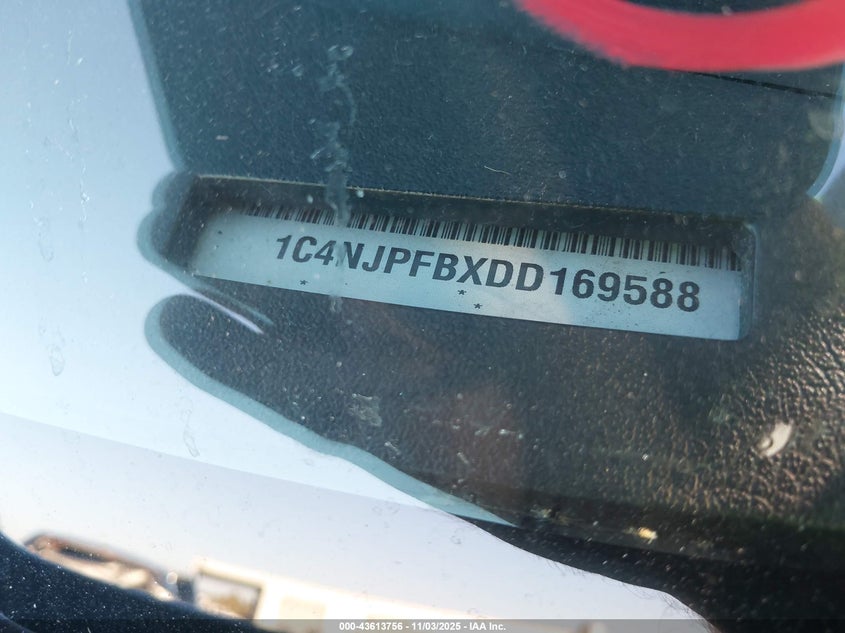 1C4NJPFBXDD169588
* * *
*
000-43613756 - 11/03/2025 - IAA Inc.